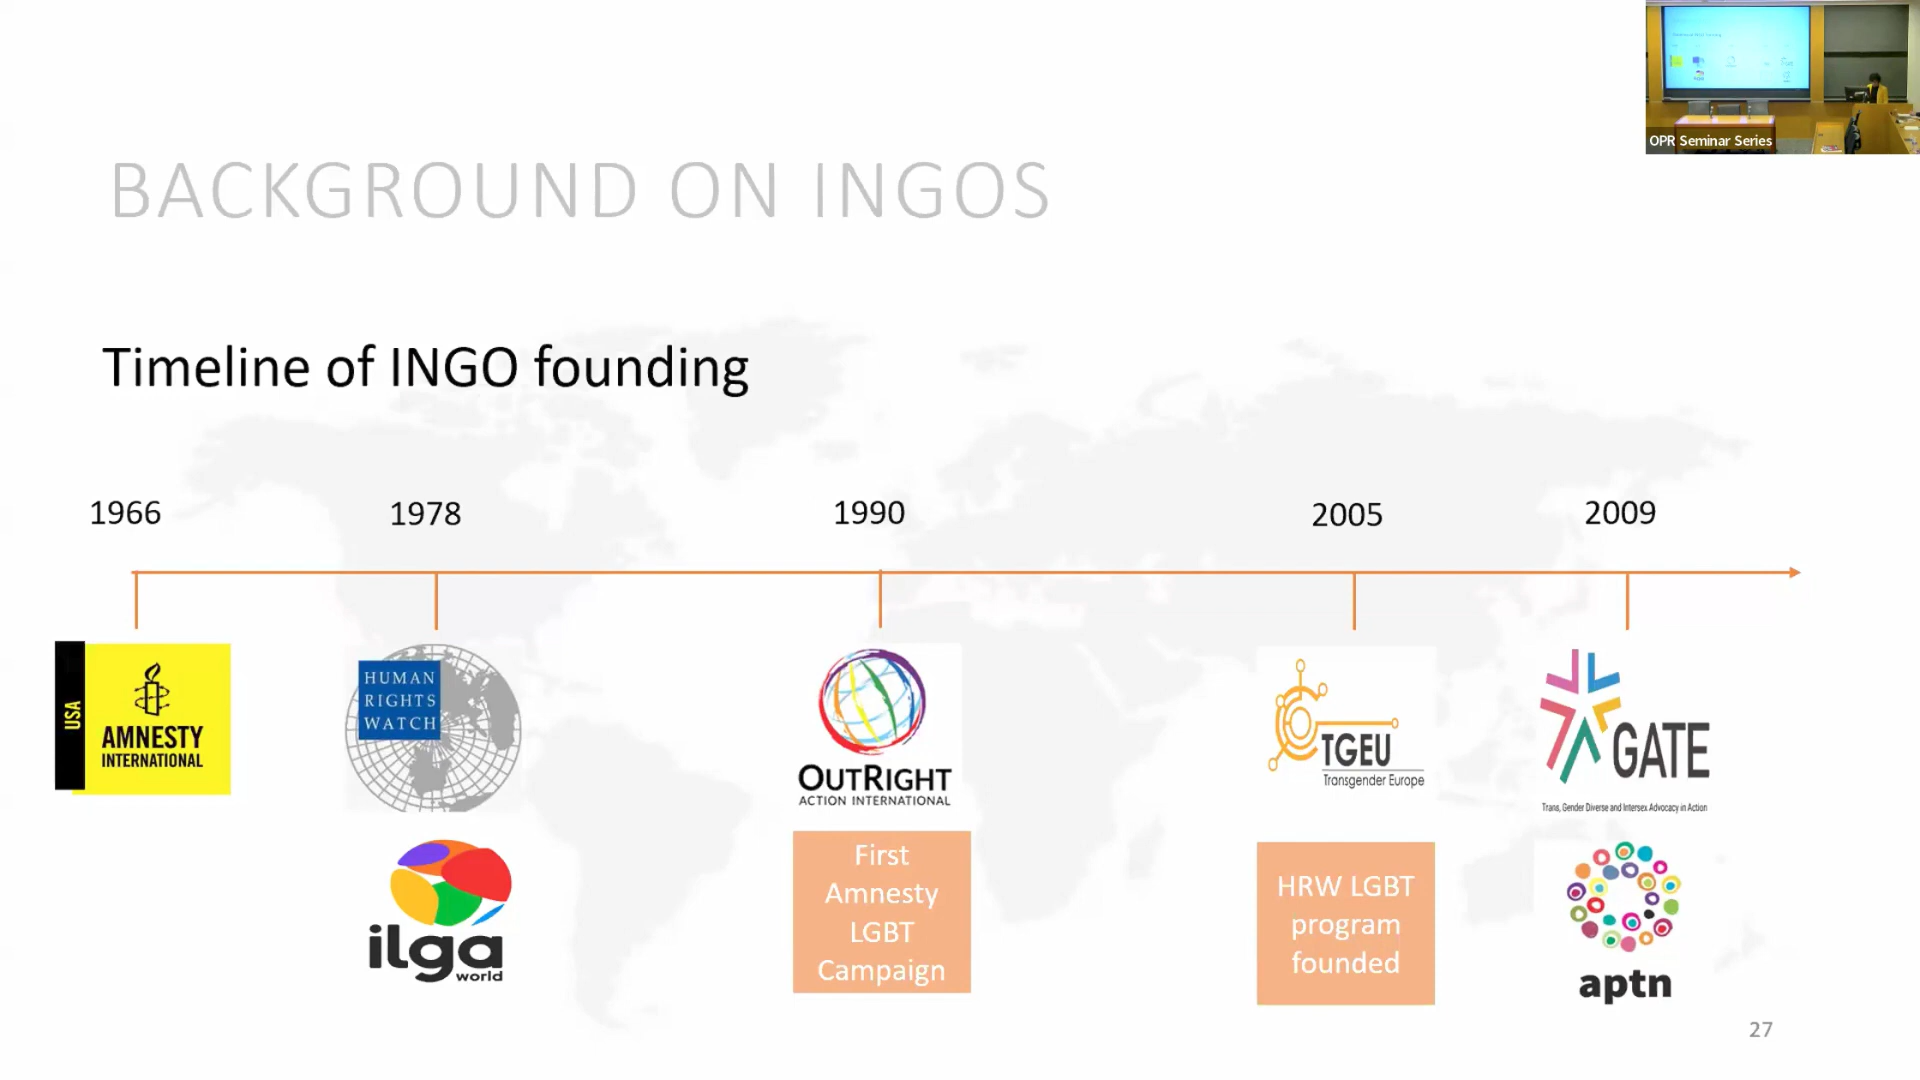 OPR Seminar Series
BACKGROUND ON INGOS
Timeline of INGO founding
1966
1978
1990
2005
2009
USA
AMNESTY
INTERNATIONAL
HUMAN
RIGHTS
WATCH
OUTRIGHT
ACTION INTERNATIONAL
TGEU
Transgender Europe
GATE
Trans, Gender Diverse and Intersex Advocacy in Action
ilga
world
First
Amnesty
LGBT
Campaign
HRW LGBT
program
founded
aptn
27